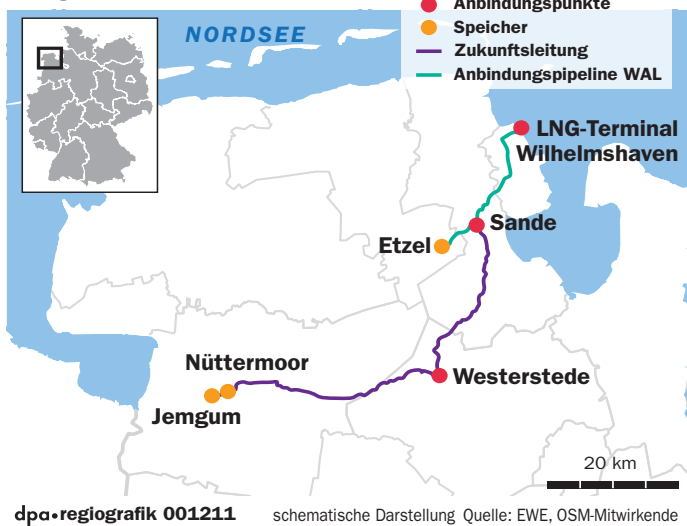 Anbindungspunkte
NORDSEE
Speicher
Zukunftsleitung
Anbindungspipeline WAL
LNG-Terminal
Wilhelmshaven
Sande
Etzel
Nüttermoor
Westerstede
Jemgum
20 km
dpa•regiografik 001211
schematische Darstellung Quelle: EWE, OSM-Mitwirkende